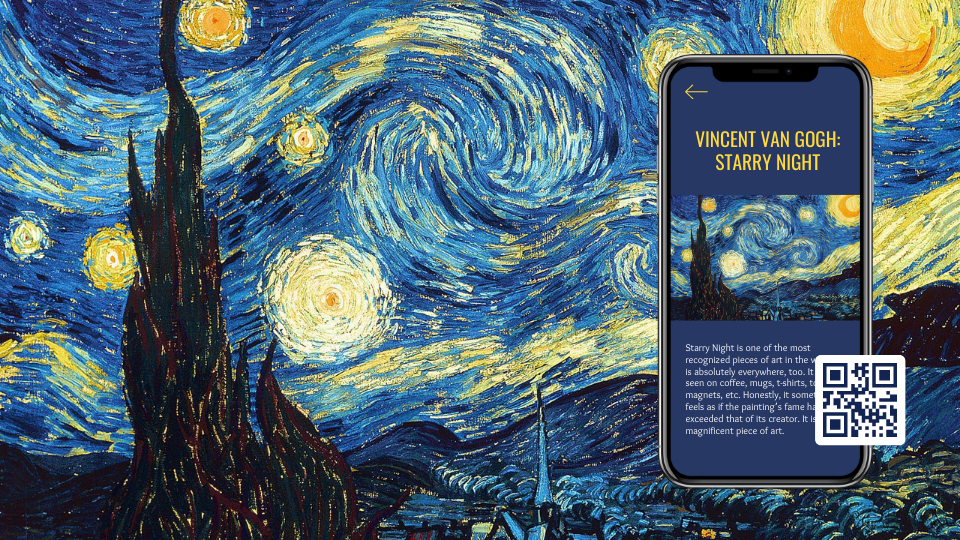 VINCENT VAN GOGH:
STARRY NIGHT
Starry Night is one of the most
recognized pieces of art in the
is absolutely everywhere, too. It
seen on coffee, mugs, t-shirts,
magnets, etc. Honestly, it
feels as if the painting's fame
exceeded that of its creator. It is
magnificent piece of art.